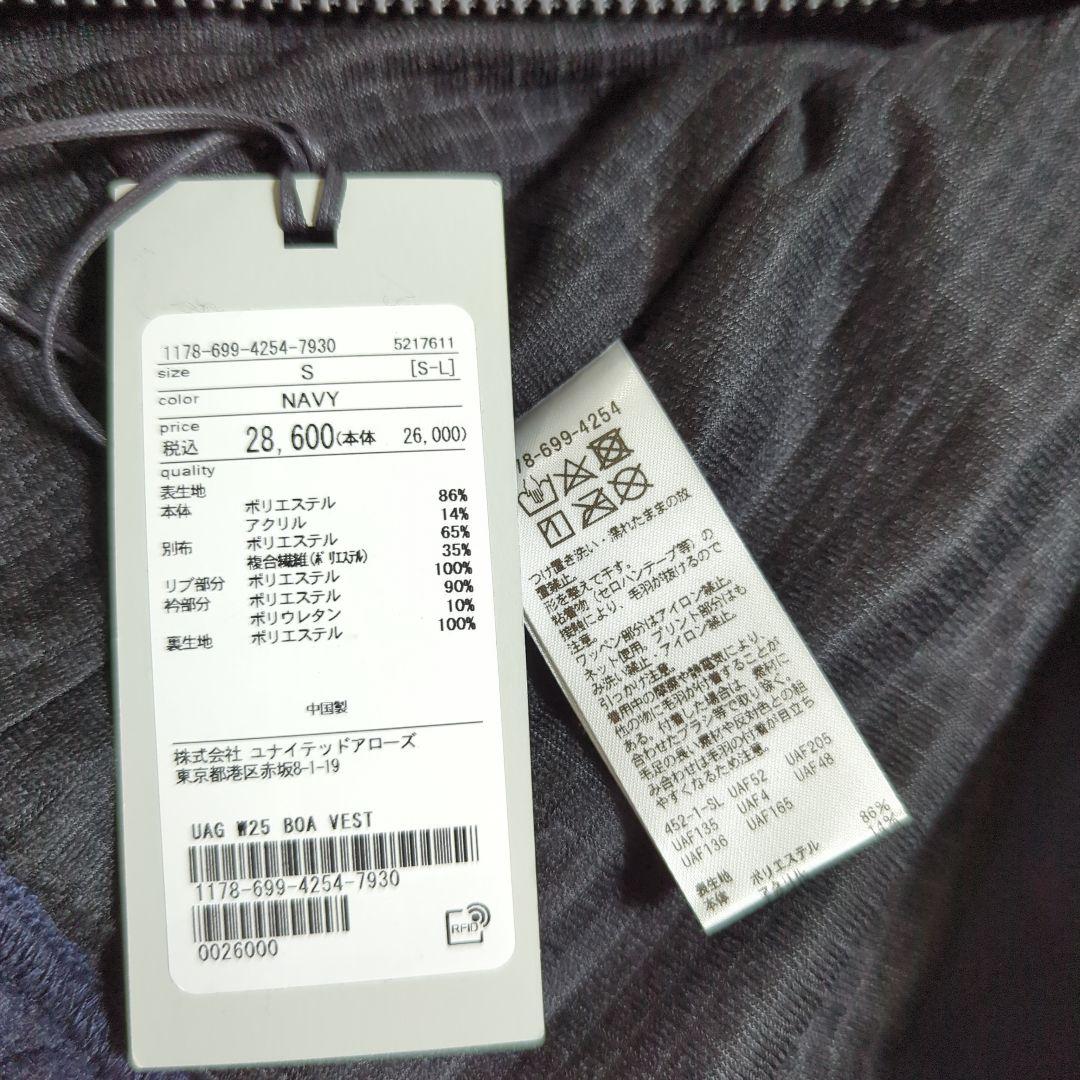 1178-699-4254-7930 5217611
size S [S-L]
color NAVY
price
税込 28,600(本体 26,000)
quality
表生地
本体 ポリエステル 86%
アクリル 14%
別布 ポリエステル 65%
複合繊維(ポリエステル) 35%
リブ部分 ポリエステル 100%
衿部分 ポリエステル 90%
ポリウレタン 10%
裏生地 ポリエステル 100%
中国製
株式会社 ユナイテッドアローズ
東京都港区赤坂8-1-19
UAG W25 BOA VEST
1178-699-4254-7930
0026000
RFID
78-699-4254
つけ置き洗い・濡れたままの放
置禁止。
形を整えて干す。
粘着物(セロハンテープ等)の
接触により、毛羽が抜けるので
注意。
ワッペン部分はアイロン禁止。
ネット使用。プリント部分はも
み洗い禁止、アイロン禁止。
引っかけ注意。
着用中の摩擦や静電気により、
他の物に毛羽が付着することが
ある。付着した場合は、素材に
合わせたブラシ等で取り除く。
毛足の長い素材や反対色との組
み合わせは毛羽の付着が目立ち
やすくなるため注意。
452-1-SL UAF52 UAF205
UAF135 UAF4 UAF48
UAF136 UAF165
表生地
本体 ポリエステル 86%
アクリル 14%